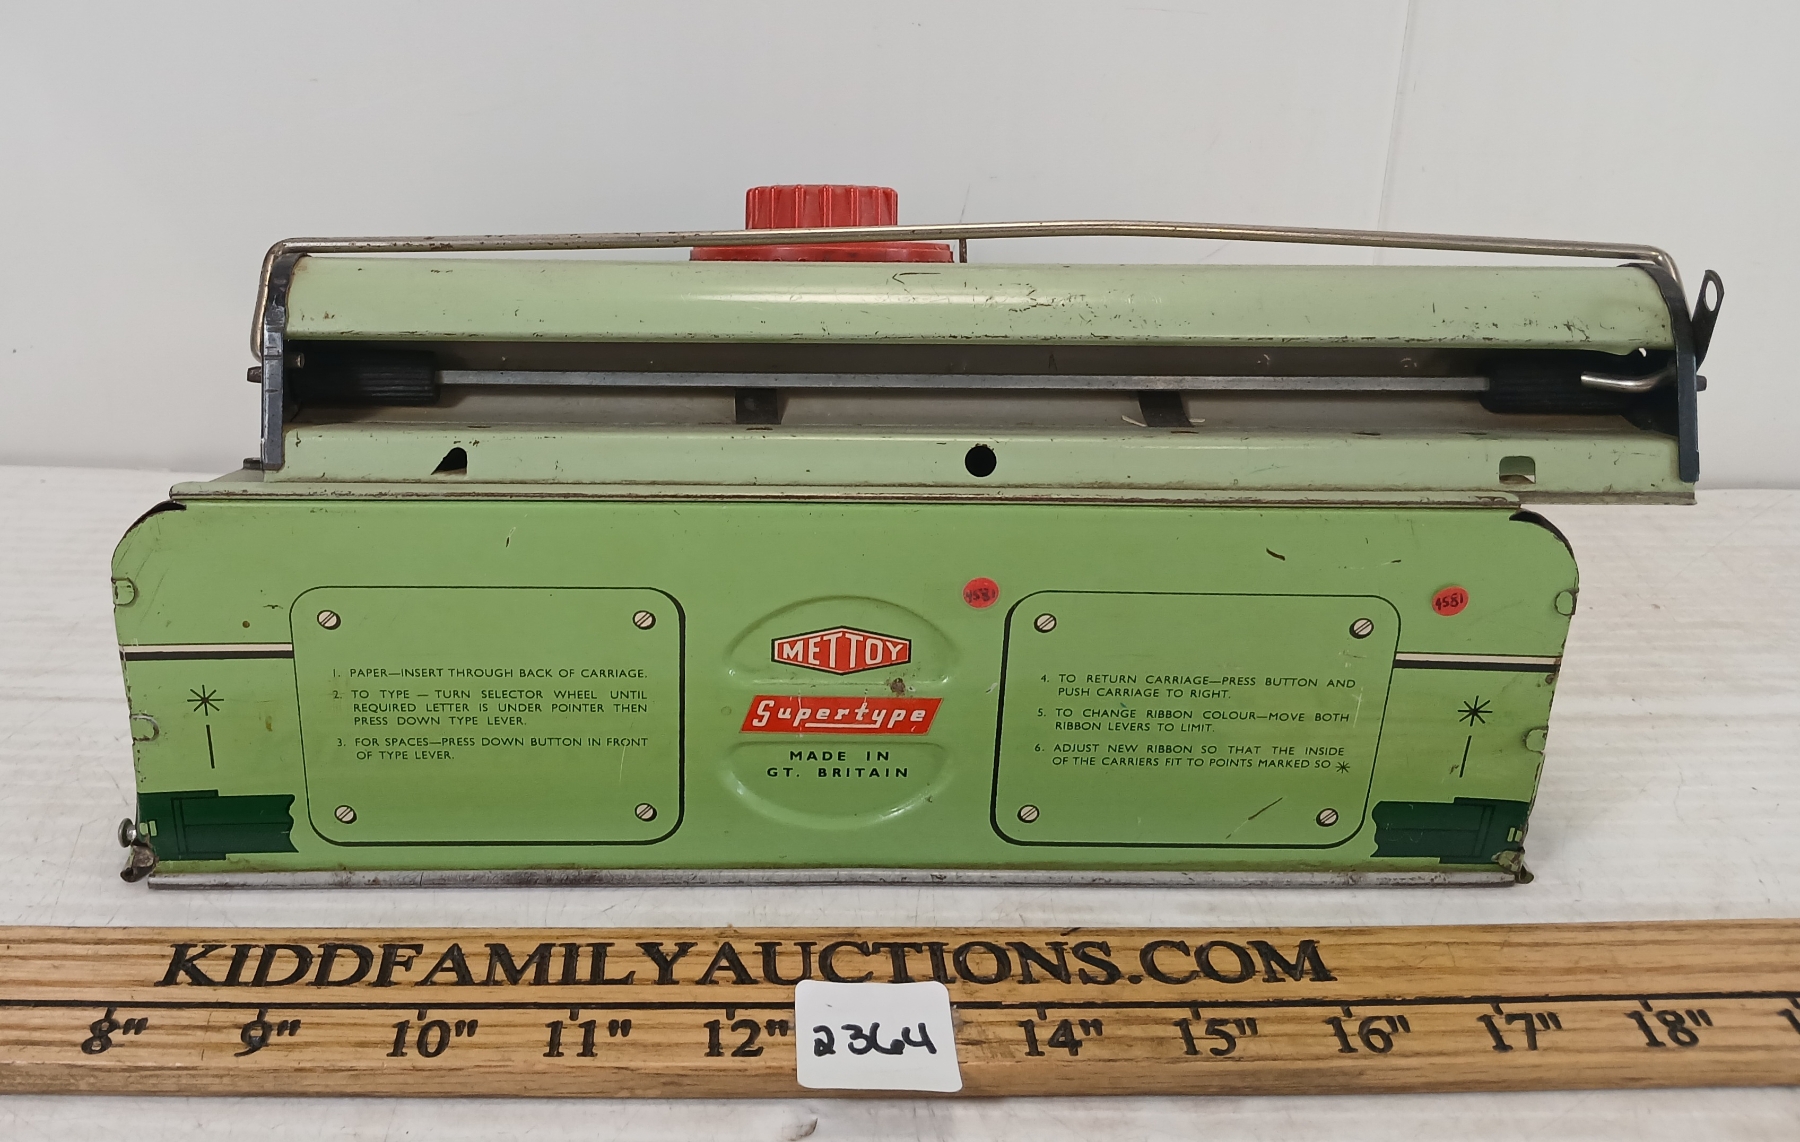 1. PAPER—INSERT THROUGH BACK OF CARRIAGE.
2. TO TYPE — TURN SELECTOR WHEEL UNTIL
REQUIRED LETTER IS UNDER POINTER THEN
PRESS DOWN TYPE LEVER.
3. FOR SPACES—PRESS DOWN BUTTON IN FRONT
OF TYPE LEVER.
METTOY
Supertype
MADE IN
GT. BRITAIN
4581
4581
4. TO RETURN CARRIAGE—PRESS BUTTON AND
PUSH CARRIAGE TO RIGHT.
5. TO CHANGE RIBBON COLOUR—MOVE BOTH
RIBBON LEVERS TO LIMIT.
6. ADJUST NEW RIBBON SO THAT THE INSIDE
OF THE CARRIERS FIT TO POINTS MARKED SO ✳
KIDDFAMILYAUCTIONS.COM
8" 9" 10" 11" 12" 14" 15" 16" 17" 18"
2364